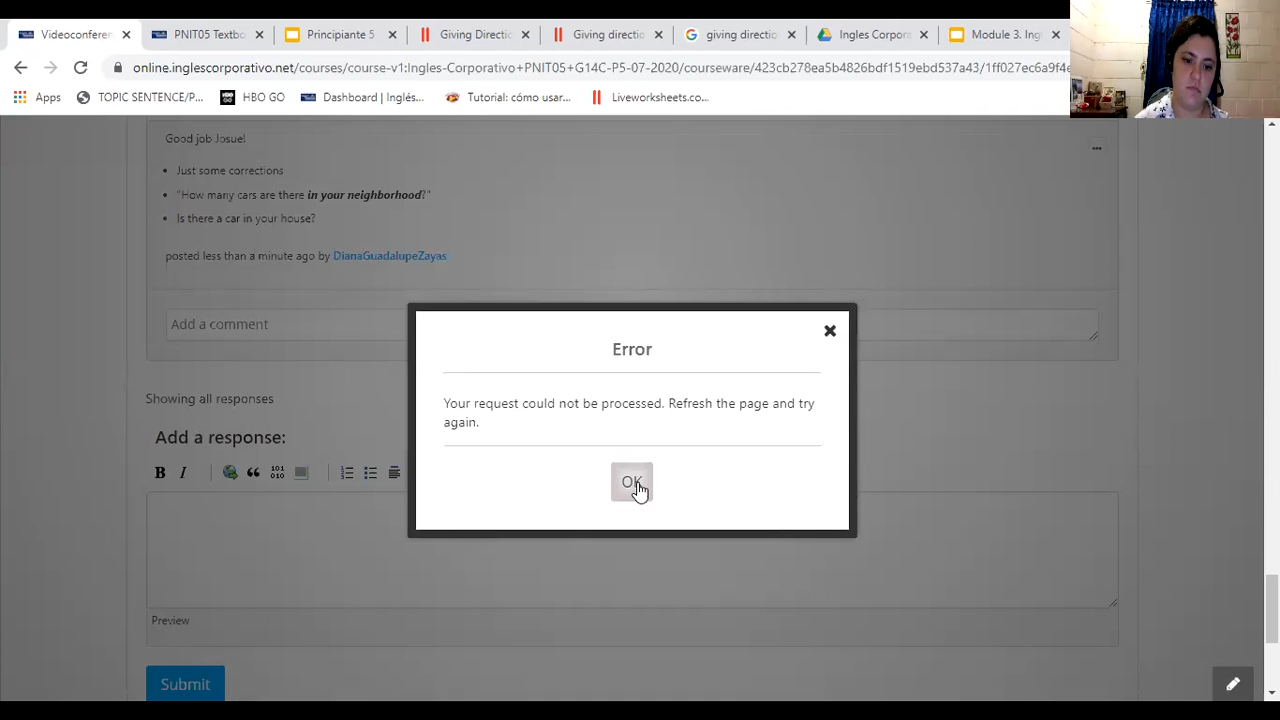 Videoconferen
PNIT05 Textbo
Principiante 5
Giving Direction
Giving directio
giving directio
Ingles Corpora
Module 3. Ing
online.inglescorporativo.net/courses/course-v1:Ingles-Corporativo+PNIT05+G14C-P5-07-2020/courseware/423cb278ea5b4826bdf1519ebd537a43/1ff027ec6a9f4e
Apps
TOPIC SENTENCE/P...
HBO GO
Dashboard | Inglés...
Tutorial: cómo usar...
Liveworksheets.co...
Good job Josue!
• Just some corrections
• "How many cars are there in your neighborhood?"
• Is there a car in your house?
posted less than a minute ago by DianaGuadalupeZayas
Add a comment
Error
Your request could not be processed. Refresh the page and try
again.
OK
Showing all responses
Add a response:
B I
Preview
Submit